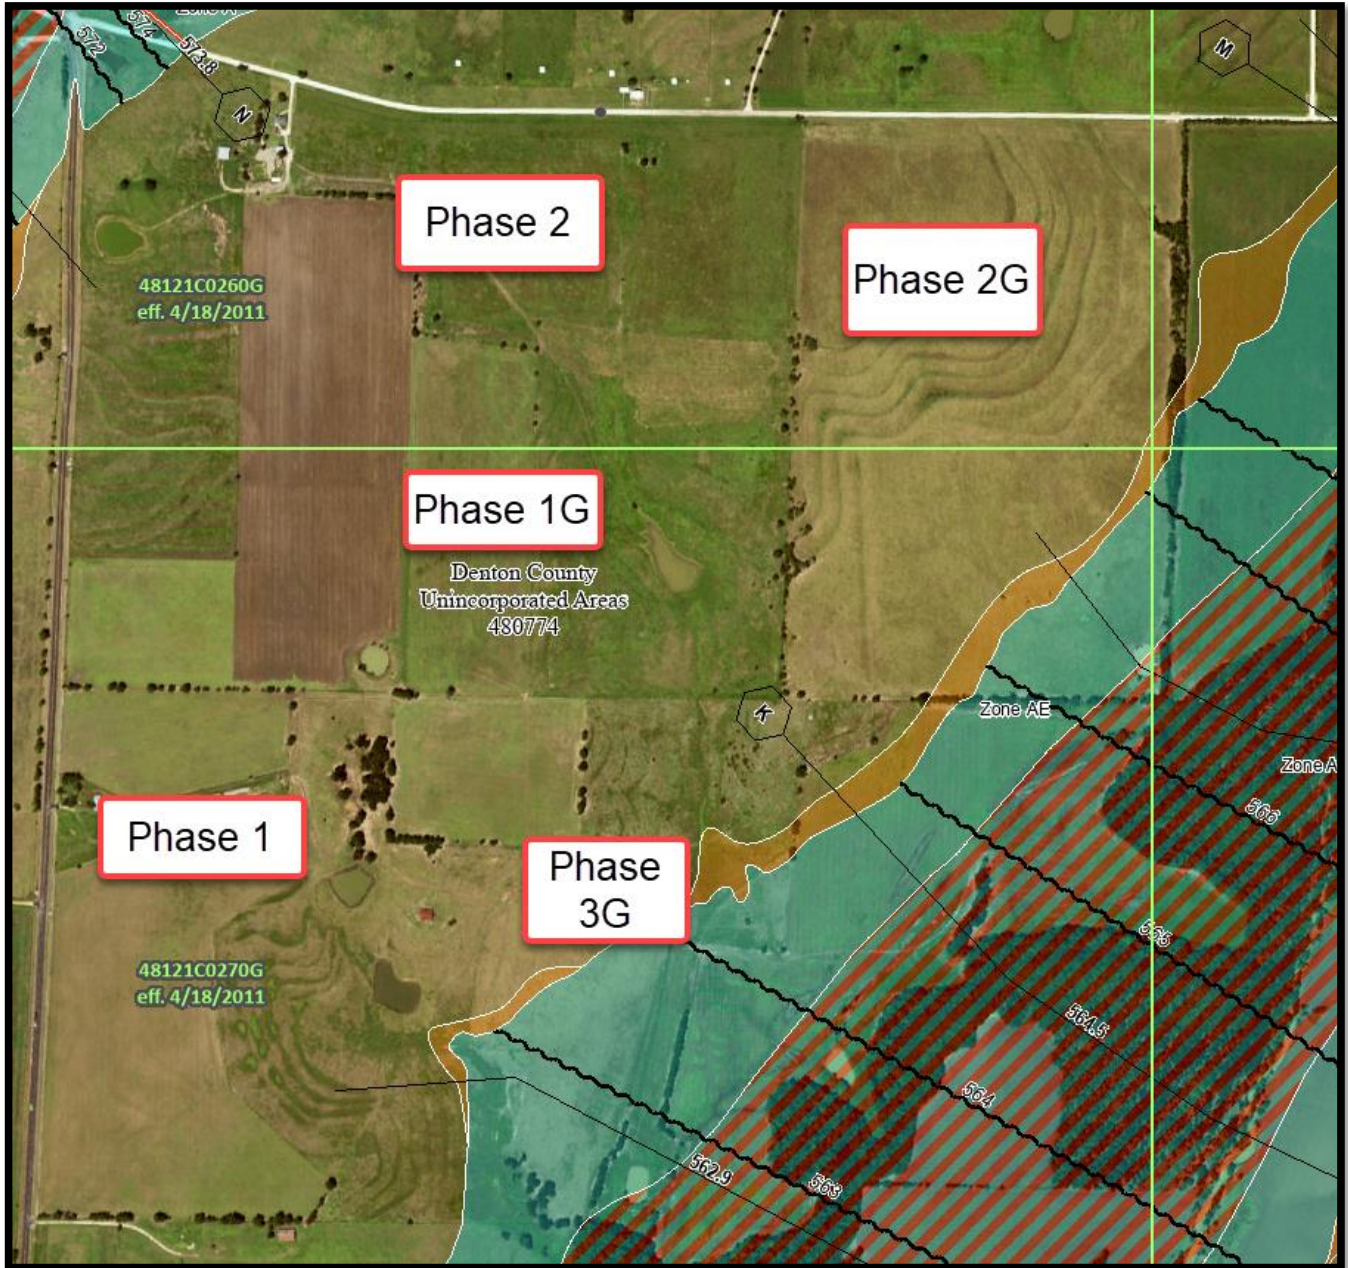 Zone A
572
574
573.8
N
M
Phase 2
Phase 2G
48121C0260G
eff. 4/18/2011
Phase 1G
Denton County
Unincorporated Areas
480774
K
Zone AE
Zone A
566
Phase 1
Phase
3G
565
48121C0270G
eff. 4/18/2011
564.5
564
562.9
563